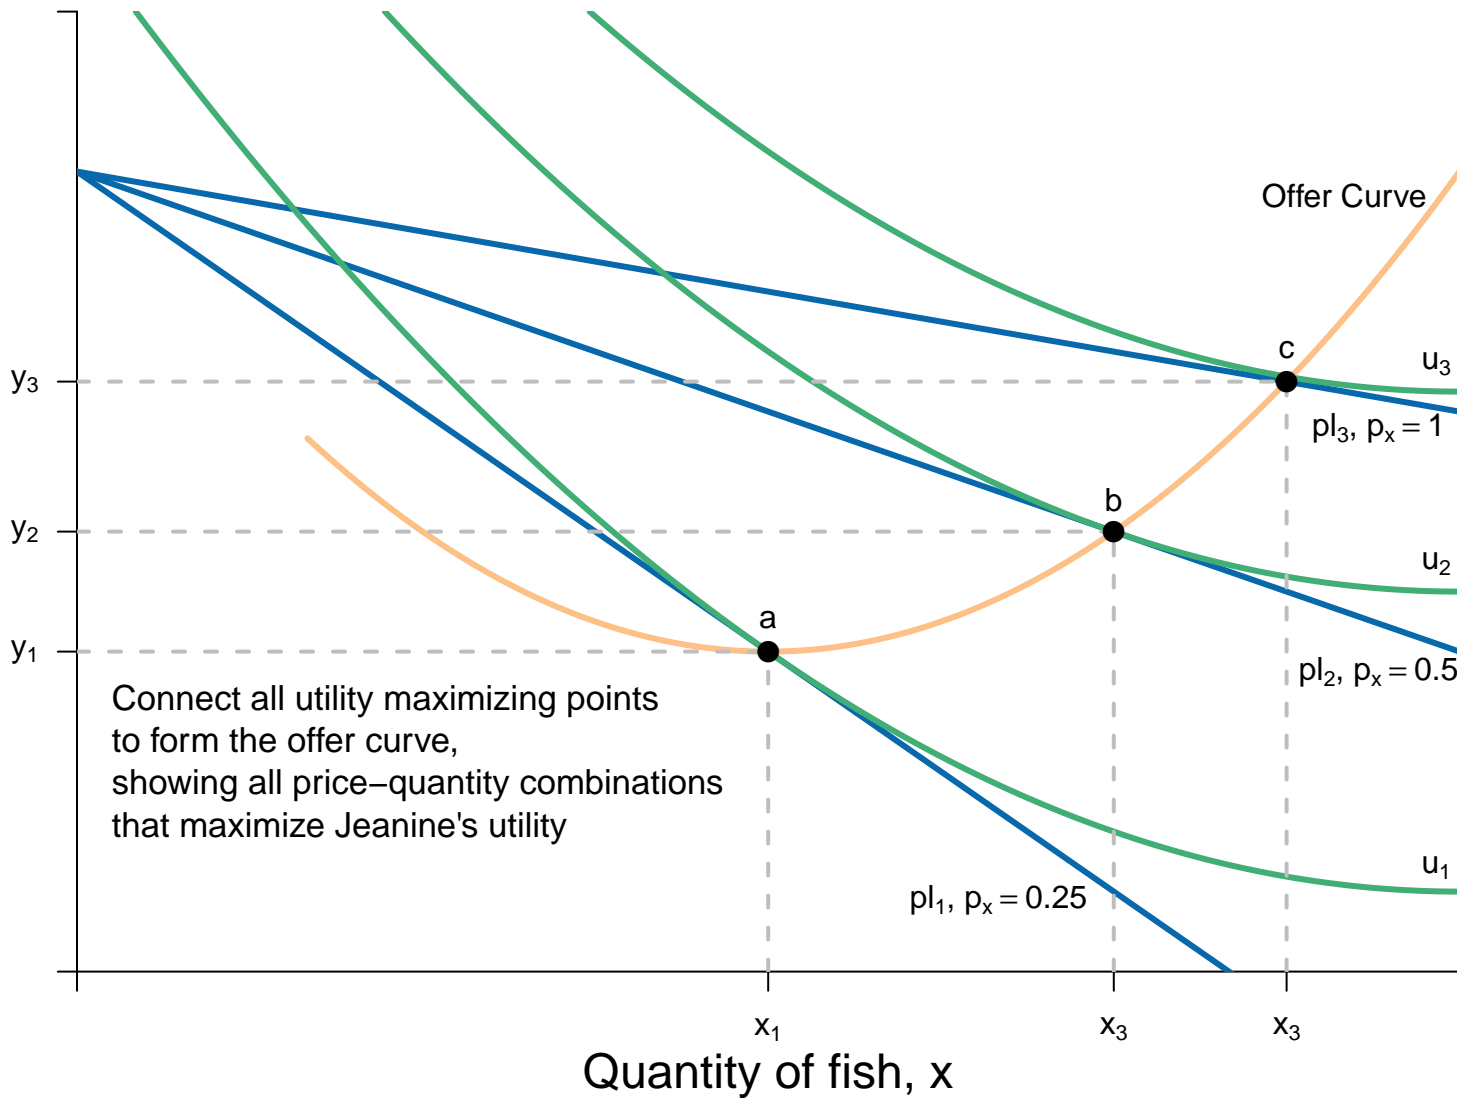 Offer Curve
c
u3
y3
pl3, px = 1
b
y2
u2
a
y1
pl2, px = 0.5
Connect all utility maximizing points
to form the offer curve,
showing all price−quantity combinations
that maximize Jeanine's utility
u1
pl1, px = 0.25
x1
x3
x3
Quantity of fish, x